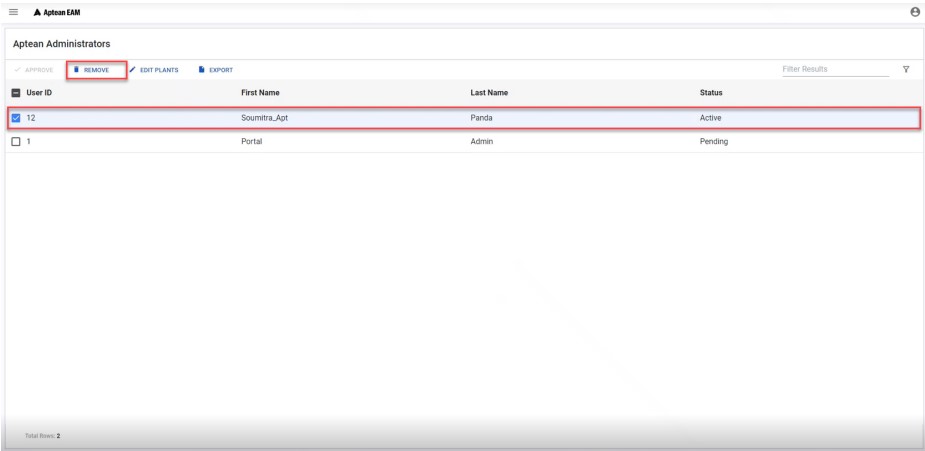 Aptean EAM
Aptean Administrators
APPROVE REMOVE EDIT PLANTS EXPORT Filter Results
User ID First Name Last Name Status
12 Soumitra_Apt Panda Active
1 Portal Admin Pending
Total Rows: 2